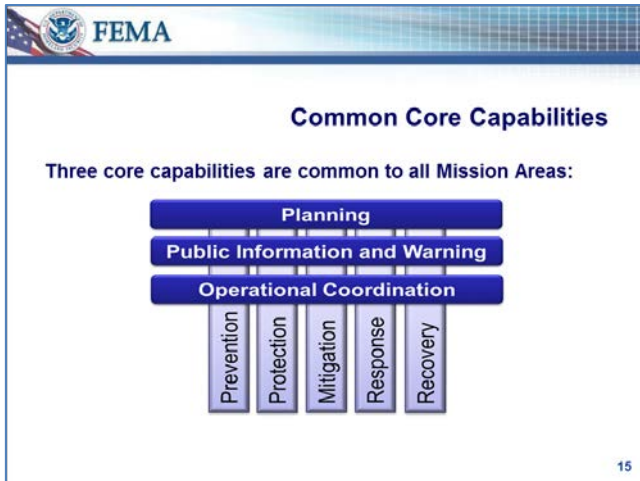 FEMA
Common Core Capabilities
Three core capabilities are common to all Mission Areas:
Planning
Public Information and Warning
Operational Coordination
Prevention
Protection
Mitigation
Response
Recovery
15